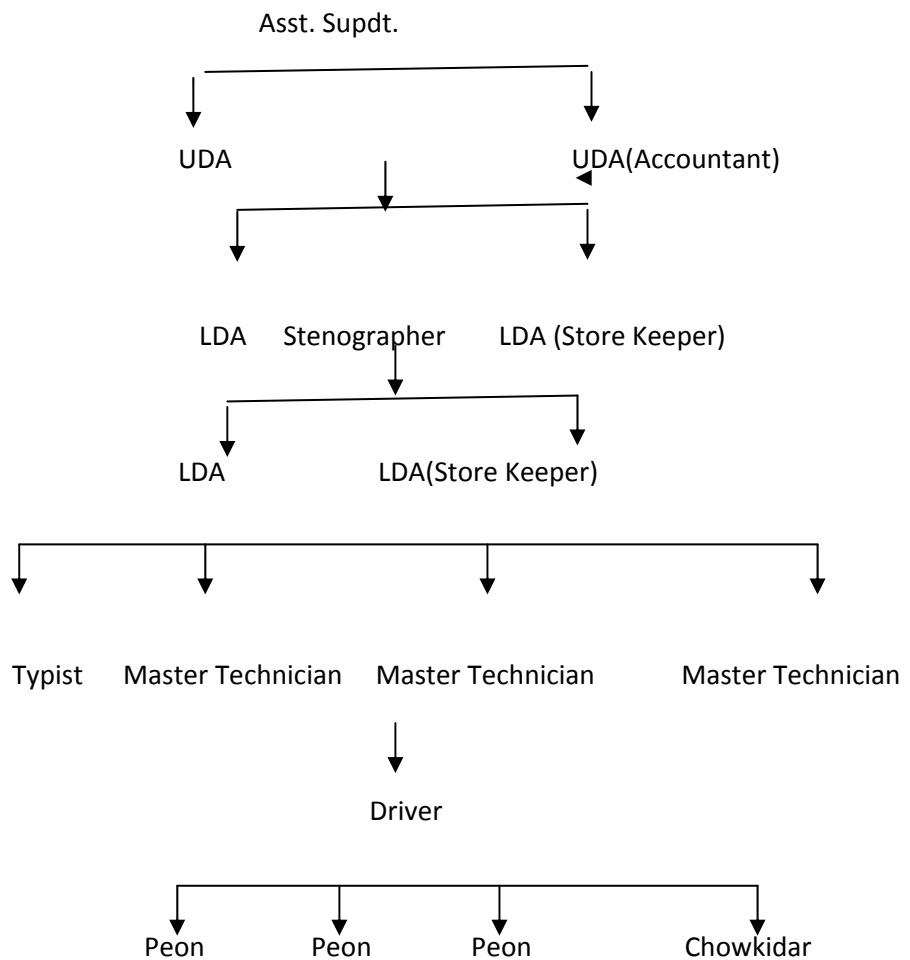 Asst. Supdt.
UDA UDA(Accountant)
LDA Stenographer LDA (Store Keeper)
LDA LDA(Store Keeper)
Typist Master Technician Master Technician Master Technician
Driver
Peon Peon Peon Chowkidar